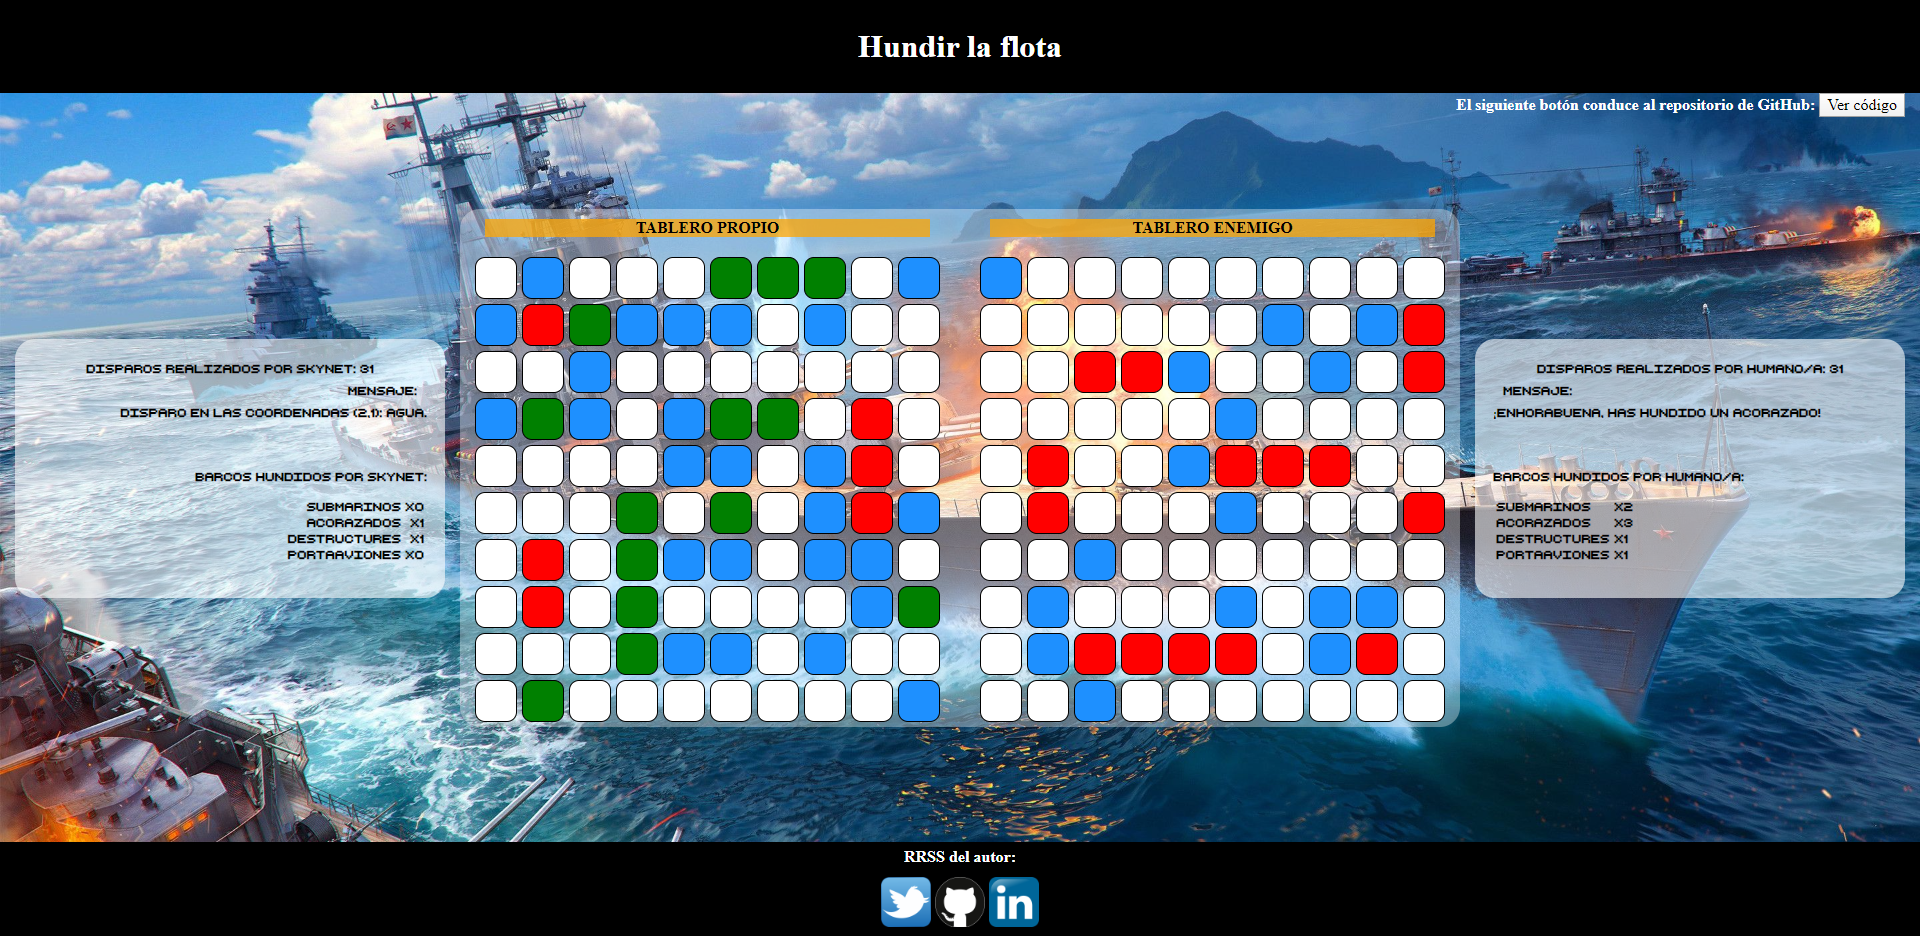 Hundir la flota
El siguiente botón conduce al repositorio de GitHub: Ver código
TABLERO PROPIO
TABLERO ENEMIGO
DISPAROS REALIZADOS POR SKYNET: 31
MENSAJE:
DISPARO EN LAS COORDENADAS (2,1): AGUA.
BARCOS HUNDIDOS POR SKYNET:
SUBMARINOS X0
ACORAZADOS X1
DESTRUCTURES X1
PORTAAVIONES X0
DISPAROS REALIZADOS POR HUMANO/A: 31
MENSAJE:
¡ENHORABUENA, HAS HUNDIDO UN ACORAZADO!
BARCOS HUNDIDOS POR HUMANO/A:
SUBMARINOS X2
ACORAZADOS X3
DESTRUCTURES X1
PORTAAVIONES X1
RRSS del autor:
in